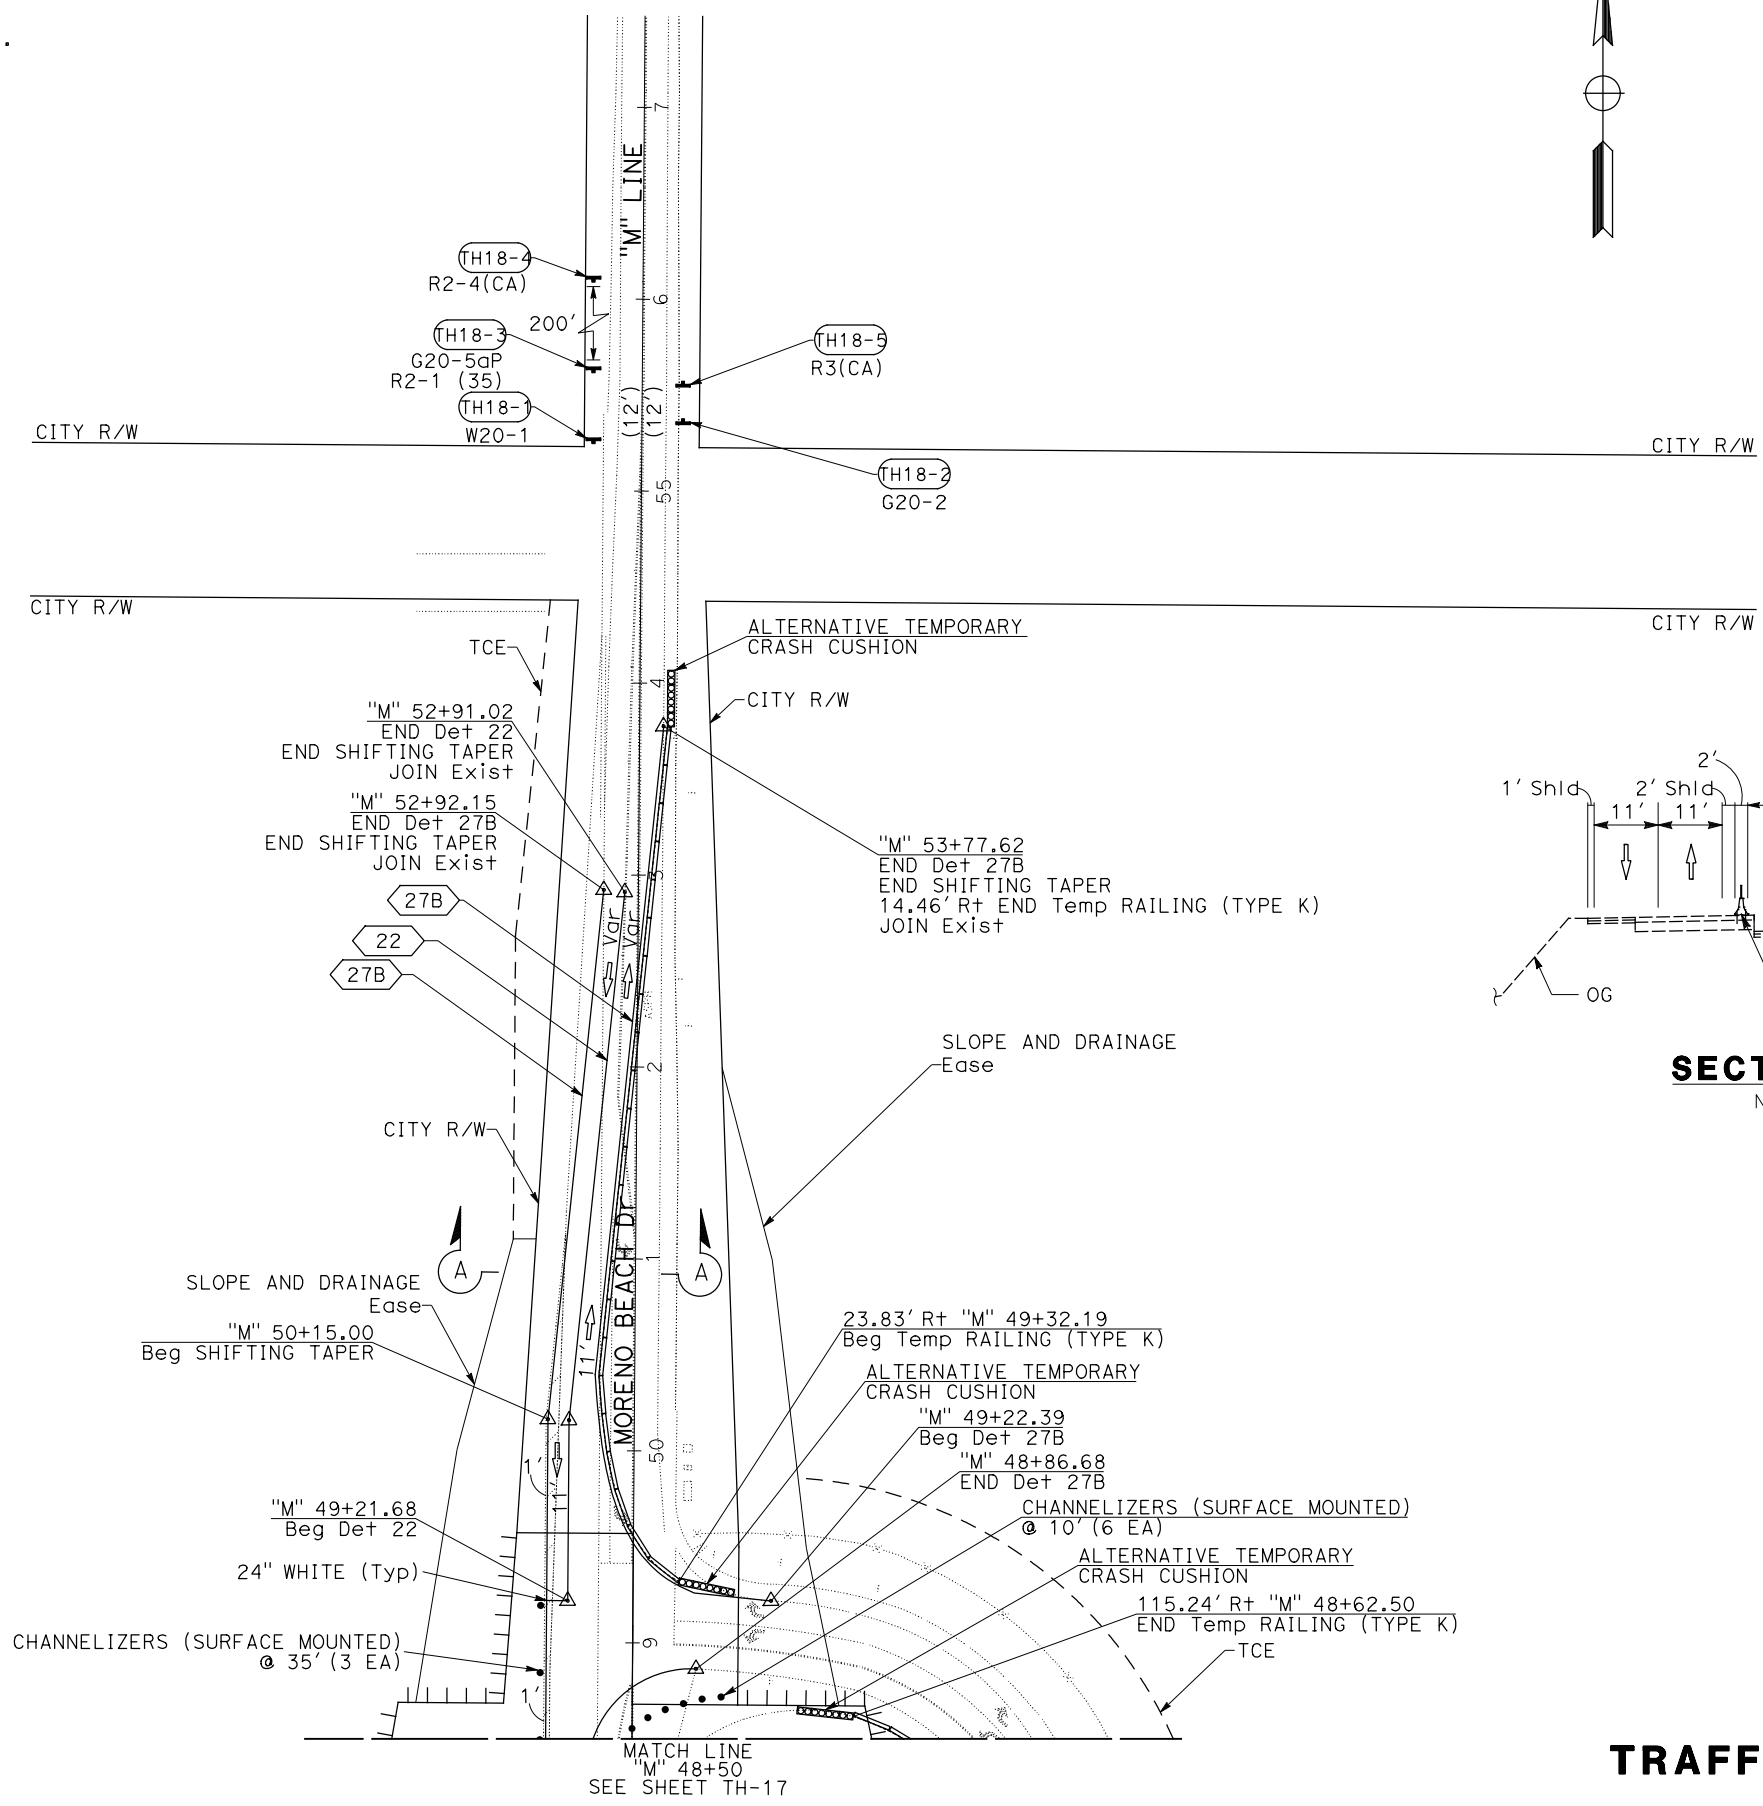 7
"M" LINE
TH18-4
R2-4(CA)
6
200'
TH18-3
G20-5aP
R2-1 (35)
TH18-5
R3(CA)
TH18-1
W20-1
(12')
(12')
CITY R/W
CITY R/W
TH18-2
G20-2
55
CITY R/W
CITY R/W
ALTERNATIVE TEMPORARY
CRASH CUSHION
TCE
4
CITY R/W
"M" 52+91.02
END Det 22
END SHIFTING TAPER
JOIN Exist
"M" 52+92.15
END Det 27B
END SHIFTING TAPER
JOIN Exist
2'
1' Shld
2' Shld
11'
11'
"M" 53+77.62
END Det 27B
END SHIFTING TAPER
14.46' Rt END Temp RAILING (TYPE K)
JOIN Exist
3
27B
22
27B
Var
Var
OG
SLOPE AND DRAINAGE
Ease
2
SECT
N
CITY R/W
MORENO BEACH Dr
1
A
A
SLOPE AND DRAINAGE
Ease
"M" 50+15.00
Beg SHIFTING TAPER
11'
23.83' Rt "M" 49+32.19
Beg Temp RAILING (TYPE K)
ALTERNATIVE TEMPORARY
CRASH CUSHION
"M" 49+22.39
Beg Det 27B
50
1'
11'
"M" 48+86.68
END Det 27B
"M" 49+21.68
Beg Det 22
CHANNELIZERS (SURFACE MOUNTED)
@ 10' (6 EA)
24" WHITE (Typ)
ALTERNATIVE TEMPORARY
CRASH CUSHION
115.24' Rt "M" 48+62.50
END Temp RAILING (TYPE K)
CHANNELIZERS (SURFACE MOUNTED)
@ 35' (3 EA)
9
TCE
1'
MATCH LINE
"M" 48+50
SEE SHEET TH-17
TRAFF